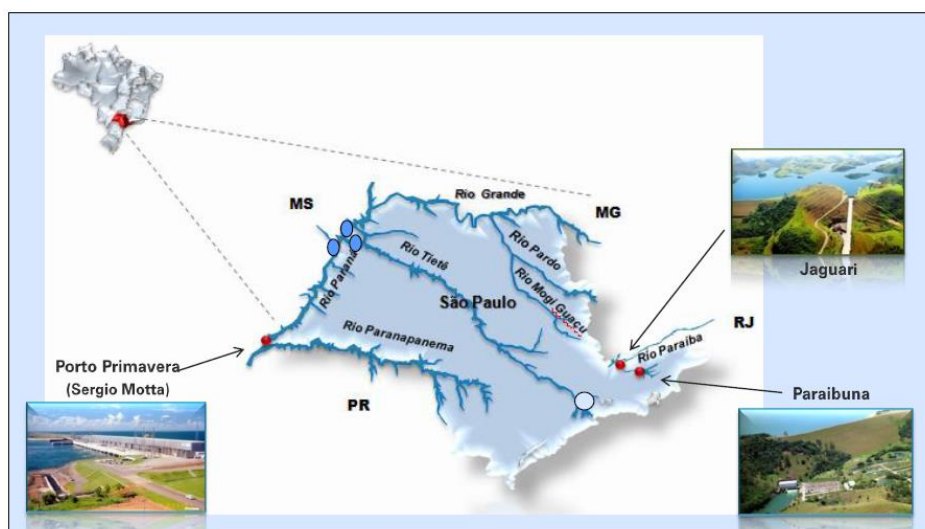 MS
Rio Grande
MG
Rio Pardo
Rio Tietê
Rio Paraná
Rio Mogi Guaçu
São Paulo
Rio Paranapanema
Jaguari
RJ
Rio Paraiba
Porto Primavera
(Sergio Motta)
PR
Paraibuna